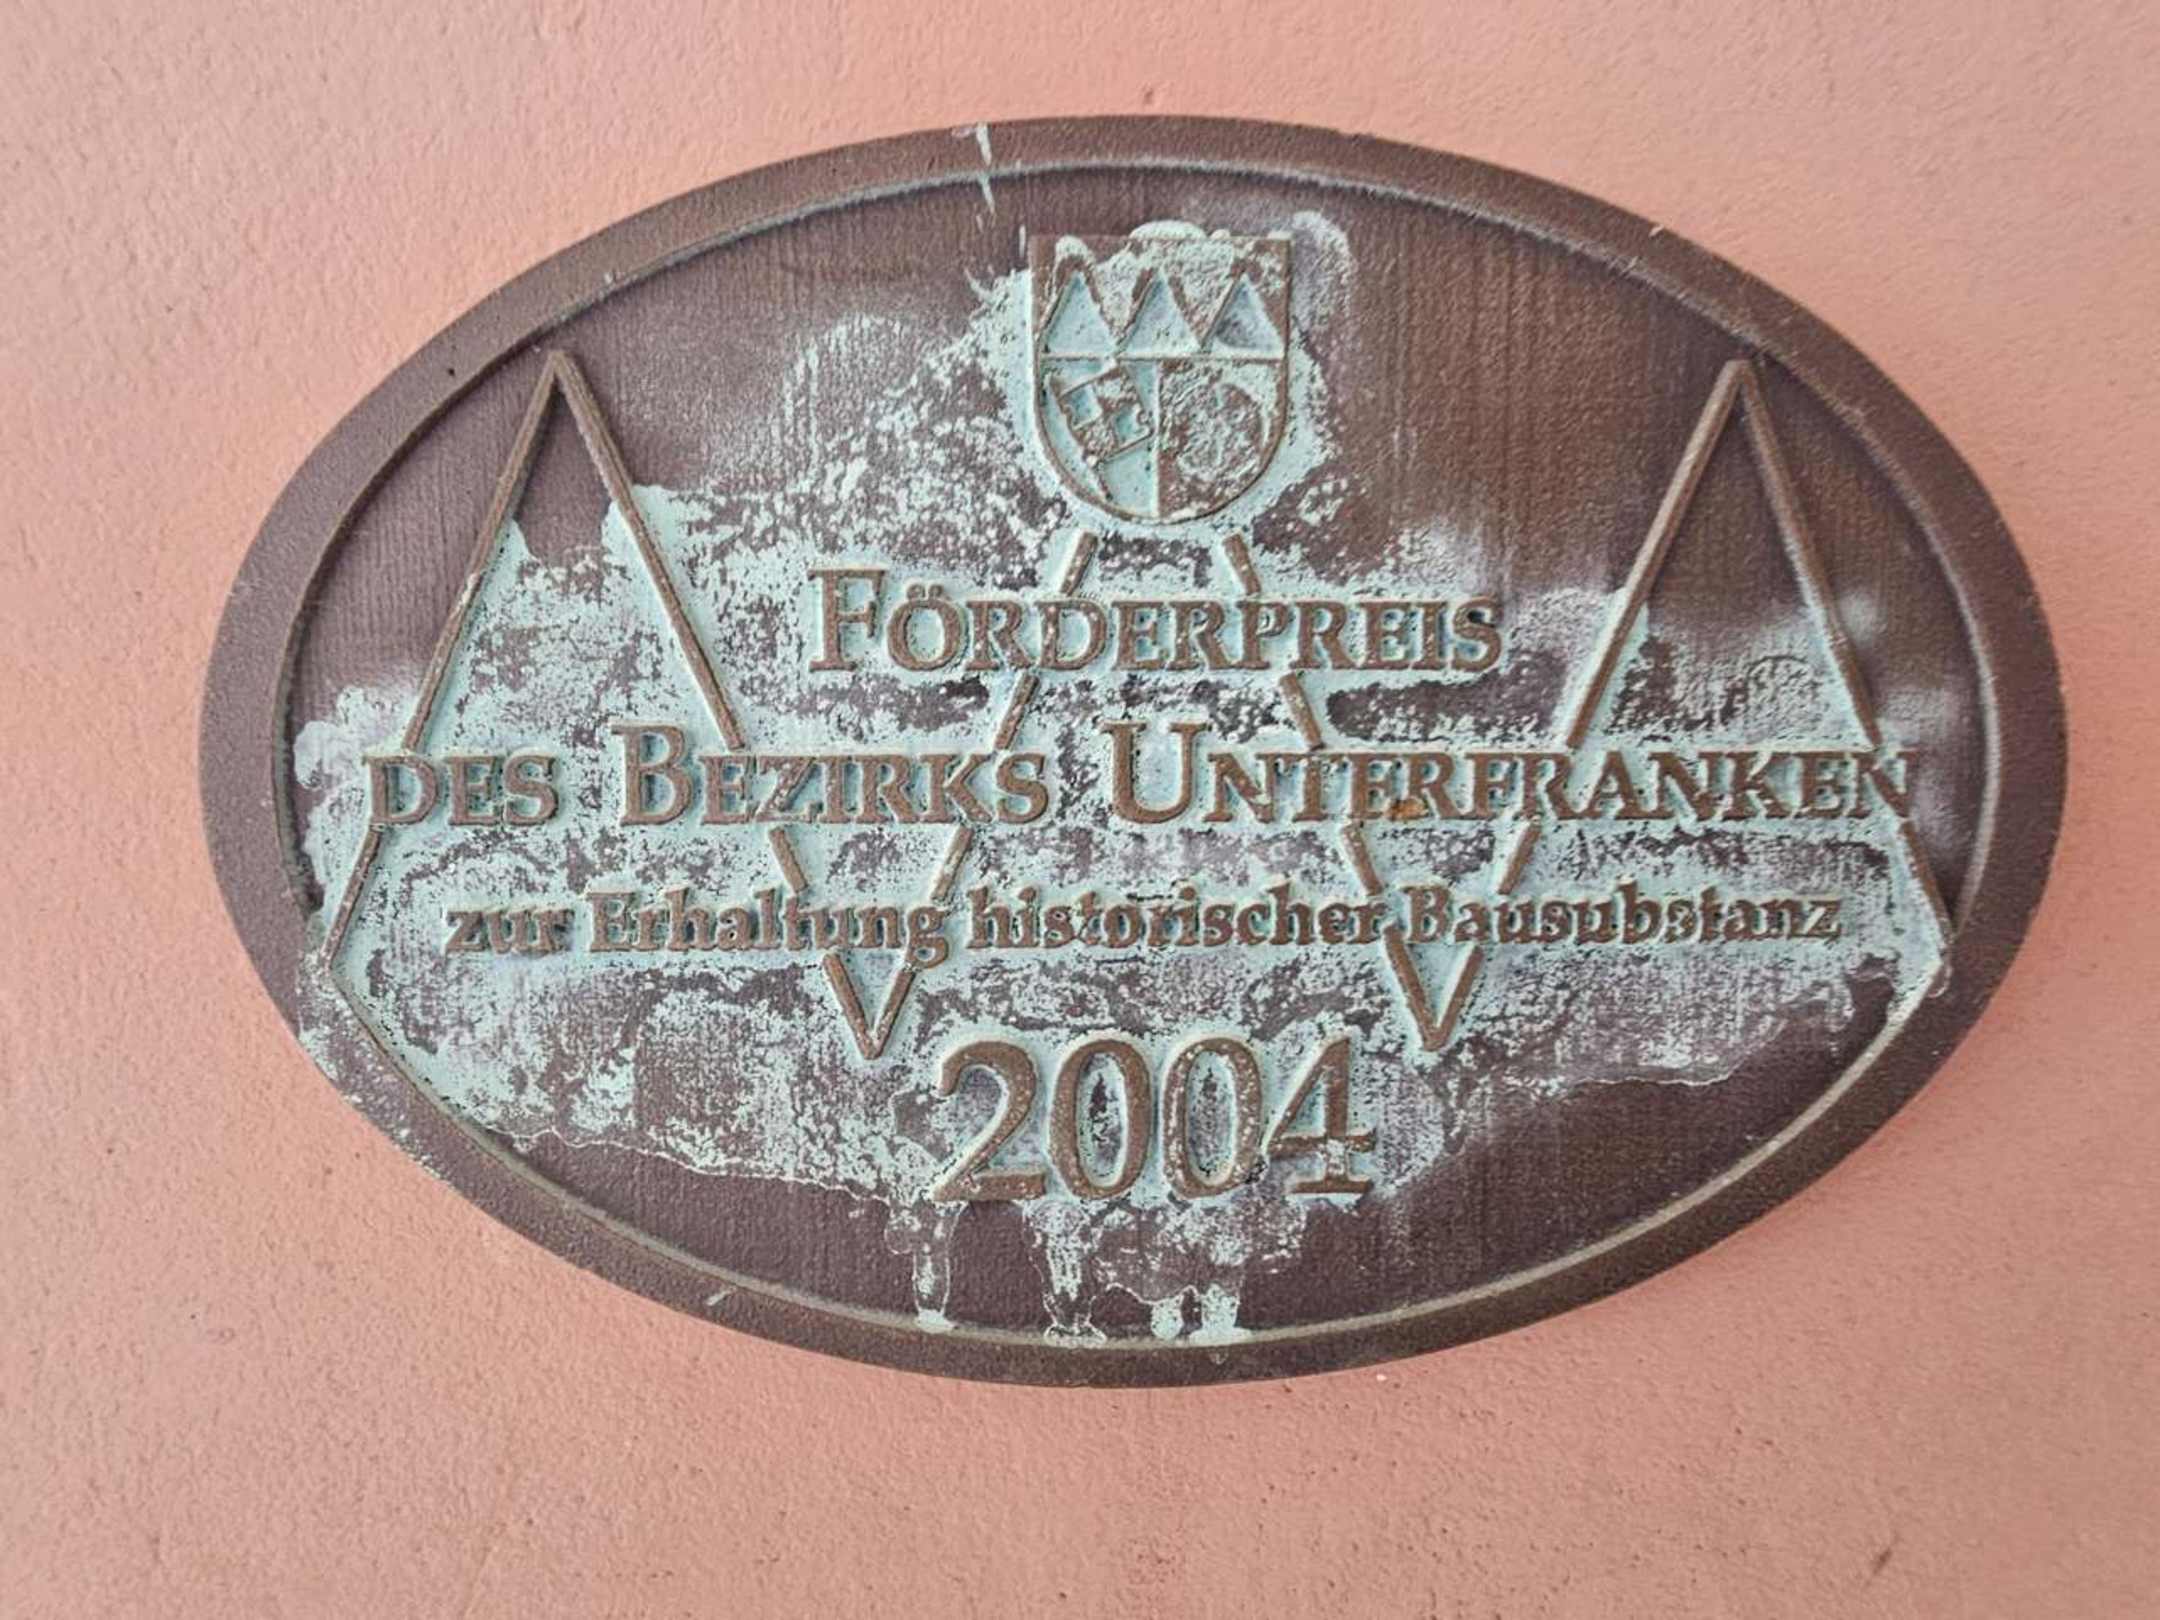 FÖRDERPREIS
DES BEZIRKS UNTERFRANKEN
zur Erhaltung historischer Bausubstanz
2004